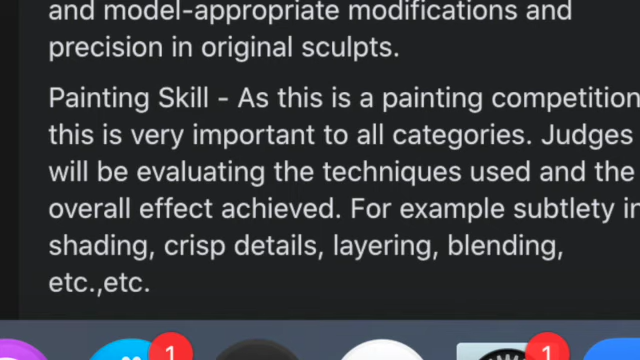 and model-appropriate modifications and
precision in original sculpts.
Painting Skill - As this is a painting competition
this is very important to all categories. Judges
will be evaluating the techniques used and the
overall effect achieved. For example subtlety in
shading, crisp details, layering, blending,
etc.,etc.
1
1